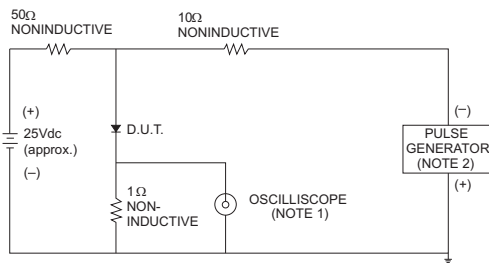 50Ω
NONINDUCTIVE
10Ω
NONINDUCTIVE
(+)
25Vdc
(approx.)
(–)
D.U.T.
1Ω
NON-
INDUCTIVE
OSCILLISCOPE
(NOTE 1)
(–)
PULSE
GENERATOR
(NOTE 2)
(+)